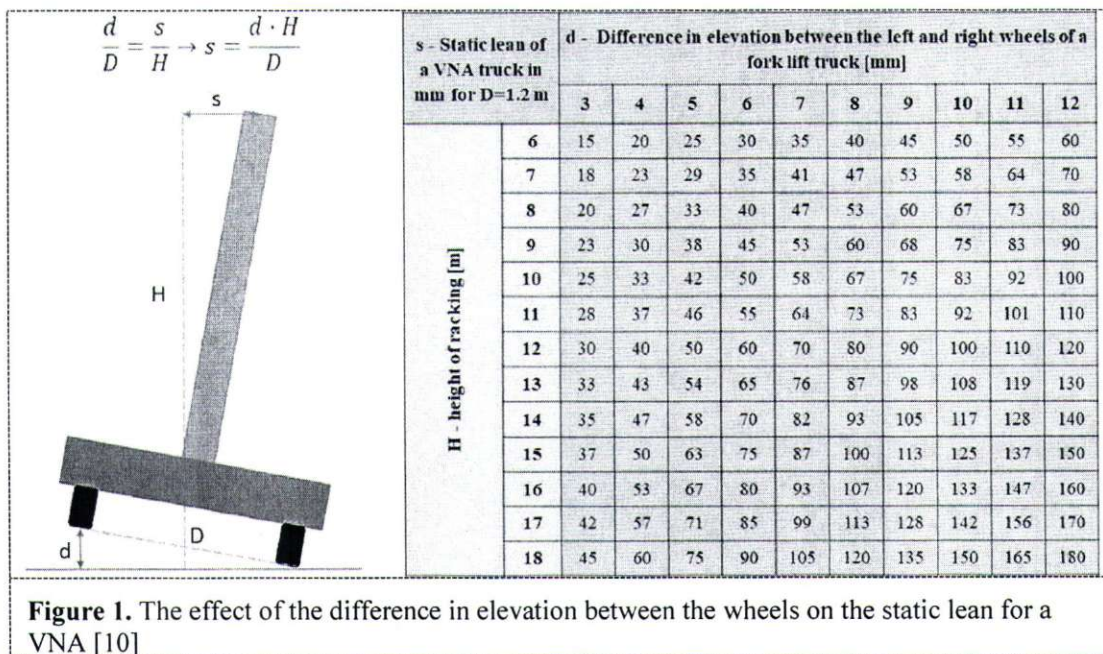 d/D = s/H → s = d · H/D
s
H
D
d
s - Static lean of a VNA truck in mm for D=1.2 m
d - Difference in elevation between the left and right wheels of a fork lift truck [mm]
3 4 5 6 7 8 9 10 11 12
H - height of racking [m]
6 15 20 25 30 35 40 45 50 55 60
7 18 23 29 35 41 47 53 58 64 70
8 20 27 33 40 47 53 60 67 73 80
9 23 30 38 45 53 60 68 75 83 90
10 25 33 42 50 58 67 75 83 92 100
11 28 37 46 55 64 73 83 92 101 110
12 30 40 50 60 70 80 90 100 110 120
13 33 43 54 65 76 87 98 108 119 130
14 35 47 58 70 82 93 105 117 128 140
15 37 50 63 75 87 100 113 125 137 150
16 40 53 67 80 93 107 120 133 147 160
17 42 57 71 85 99 113 128 142 156 170
18 45 60 75 90 105 120 135 150 165 180
Figure 1. The effect of the difference in elevation between the wheels on the static lean for a
VNA [10]